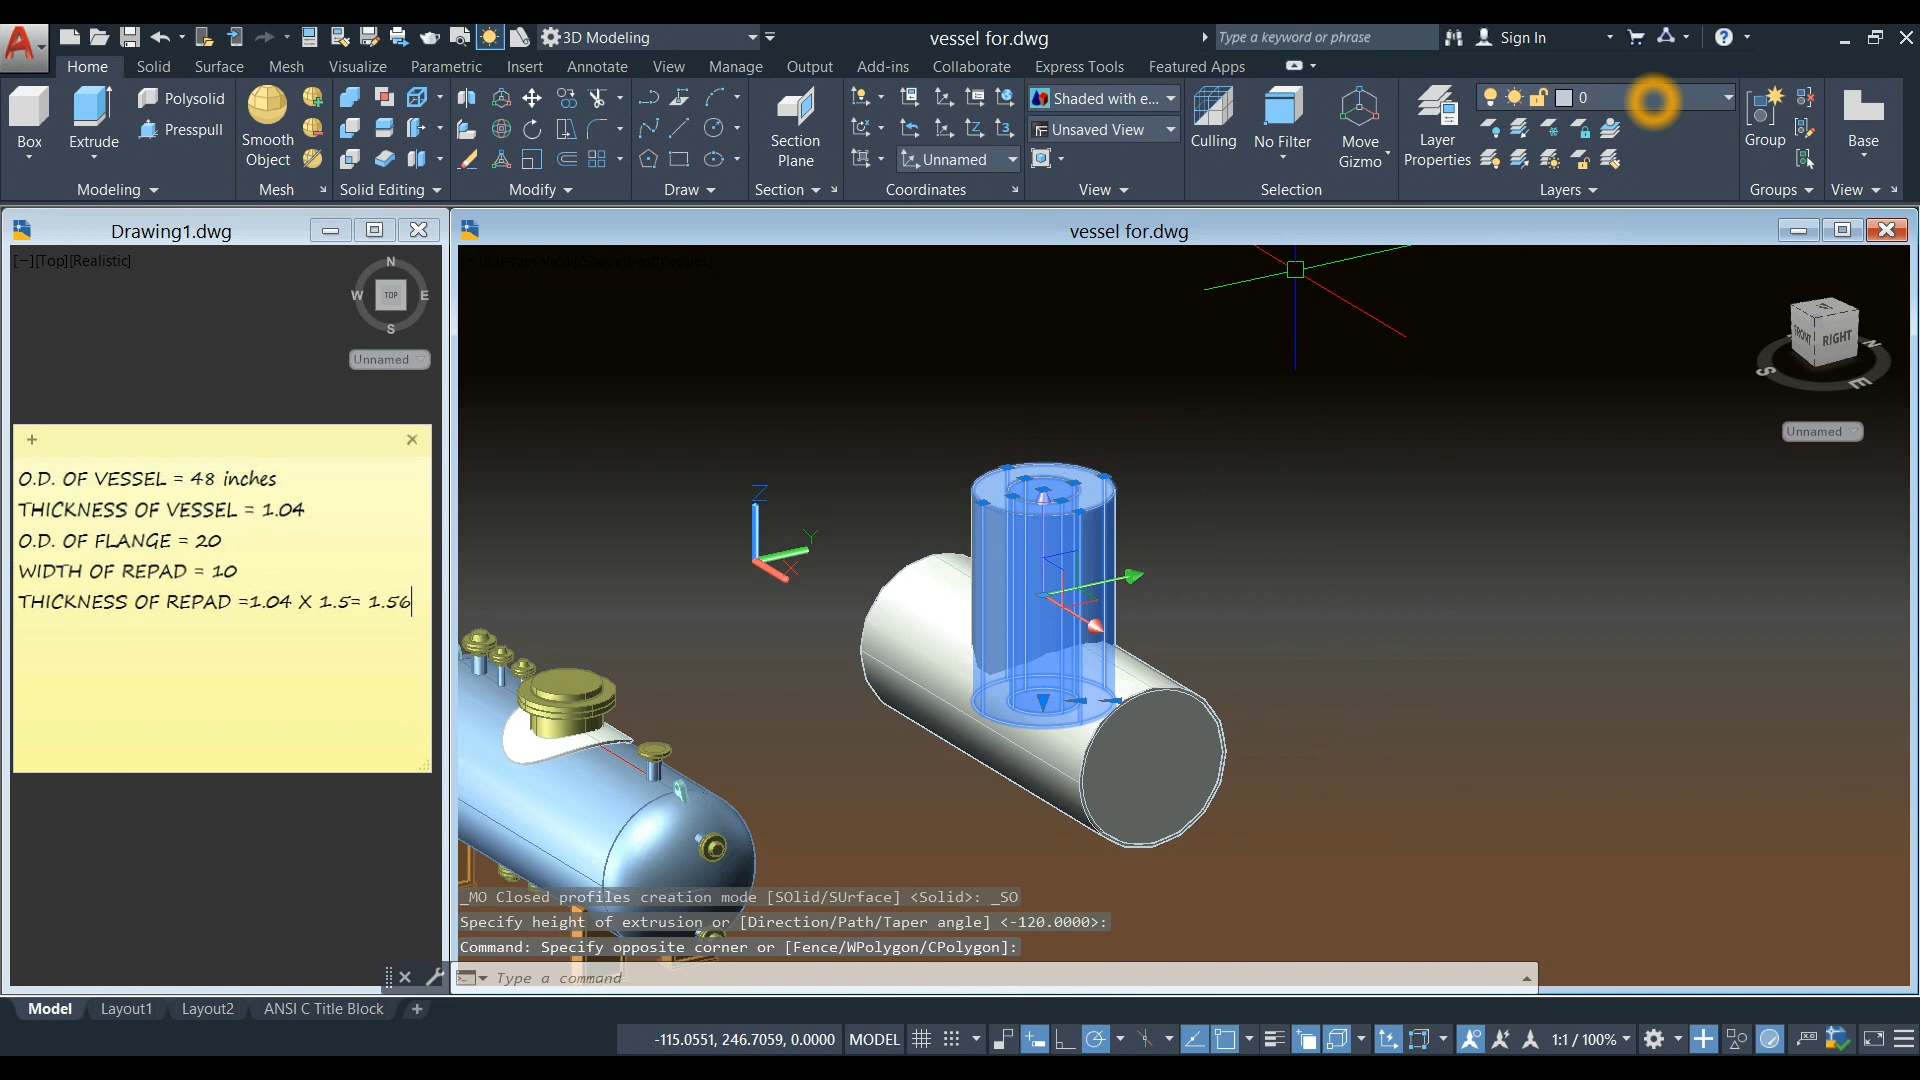 3D Modeling
vessel for.dwg
Type a keyword or phrase
Sign In
Home Solid Surface Mesh Visualize Parametric Insert Annotate View Manage Output Add-ins Collaborate Express Tools Featured Apps
Box
Extrude
Polysolid
Presspull
Smooth
Object
Section
Plane
Unnamed
Shaded with e...
Unsaved View
Culling
No Filter
Move
Gizmo
Layer
Properties
0
Group
Base
Modeling
Mesh
Solid Editing
Modify
Draw
Section
Coordinates
View
Selection
Layers
Groups
View
Drawing1.dwg
[−][Top][Realistic]
N
W TOP E
S
Unnamed
O.D. OF VESSEL = 48 inches
THICKNESS OF VESSEL = 1.04
O.D. OF FLANGE = 20
WIDTH OF REPAD = 10
THICKNESS OF REPAD =1.04 X 1.5= 1.56
vessel for.dwg
FRONT RIGHT
N
S E
Unnamed
Z
Y
X
_MO Closed profiles creation mode [SOlid/SUrface] <Solid>: _SO
Specify height of extrusion or [Direction/Path/Taper angle] <-120.0000>:
Command: Specify opposite corner or [Fence/WPolygon/CPolygon]:
Type a command
Model Layout1 Layout2 ANSI C Title Block
-115.0551, 246.7059, 0.0000 MODEL 1:1 / 100%